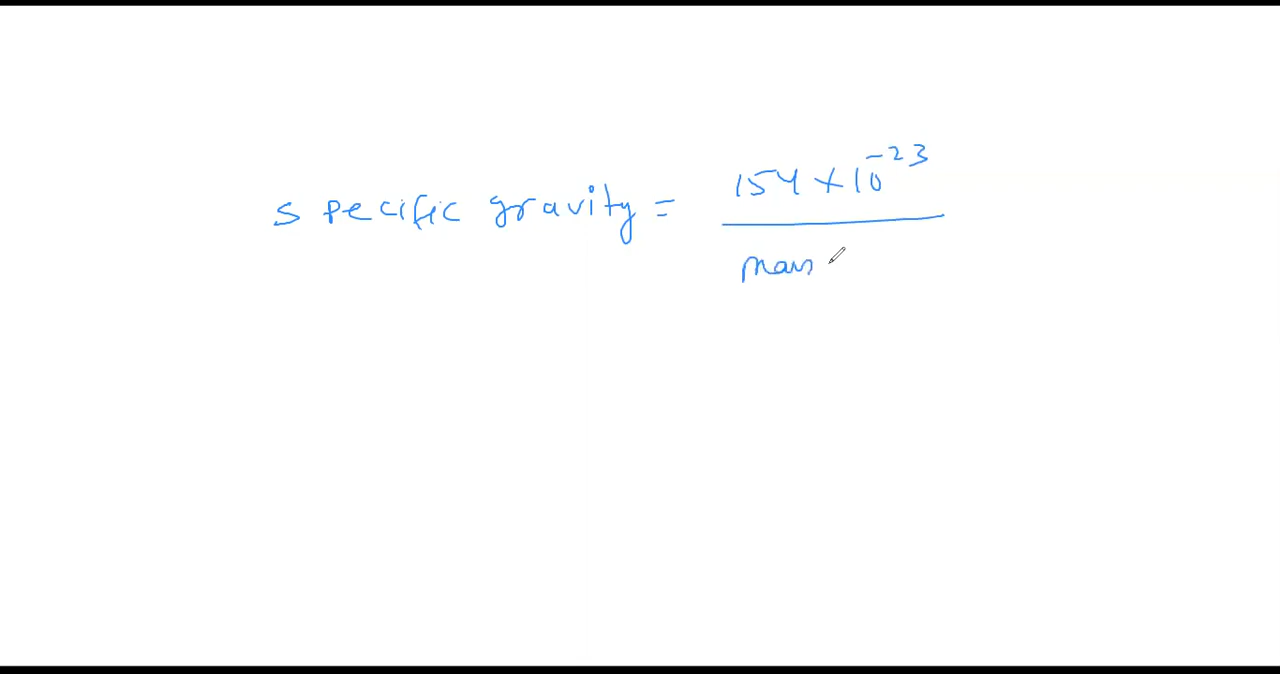 specific gravity = 154 × 10⁻²³
mass